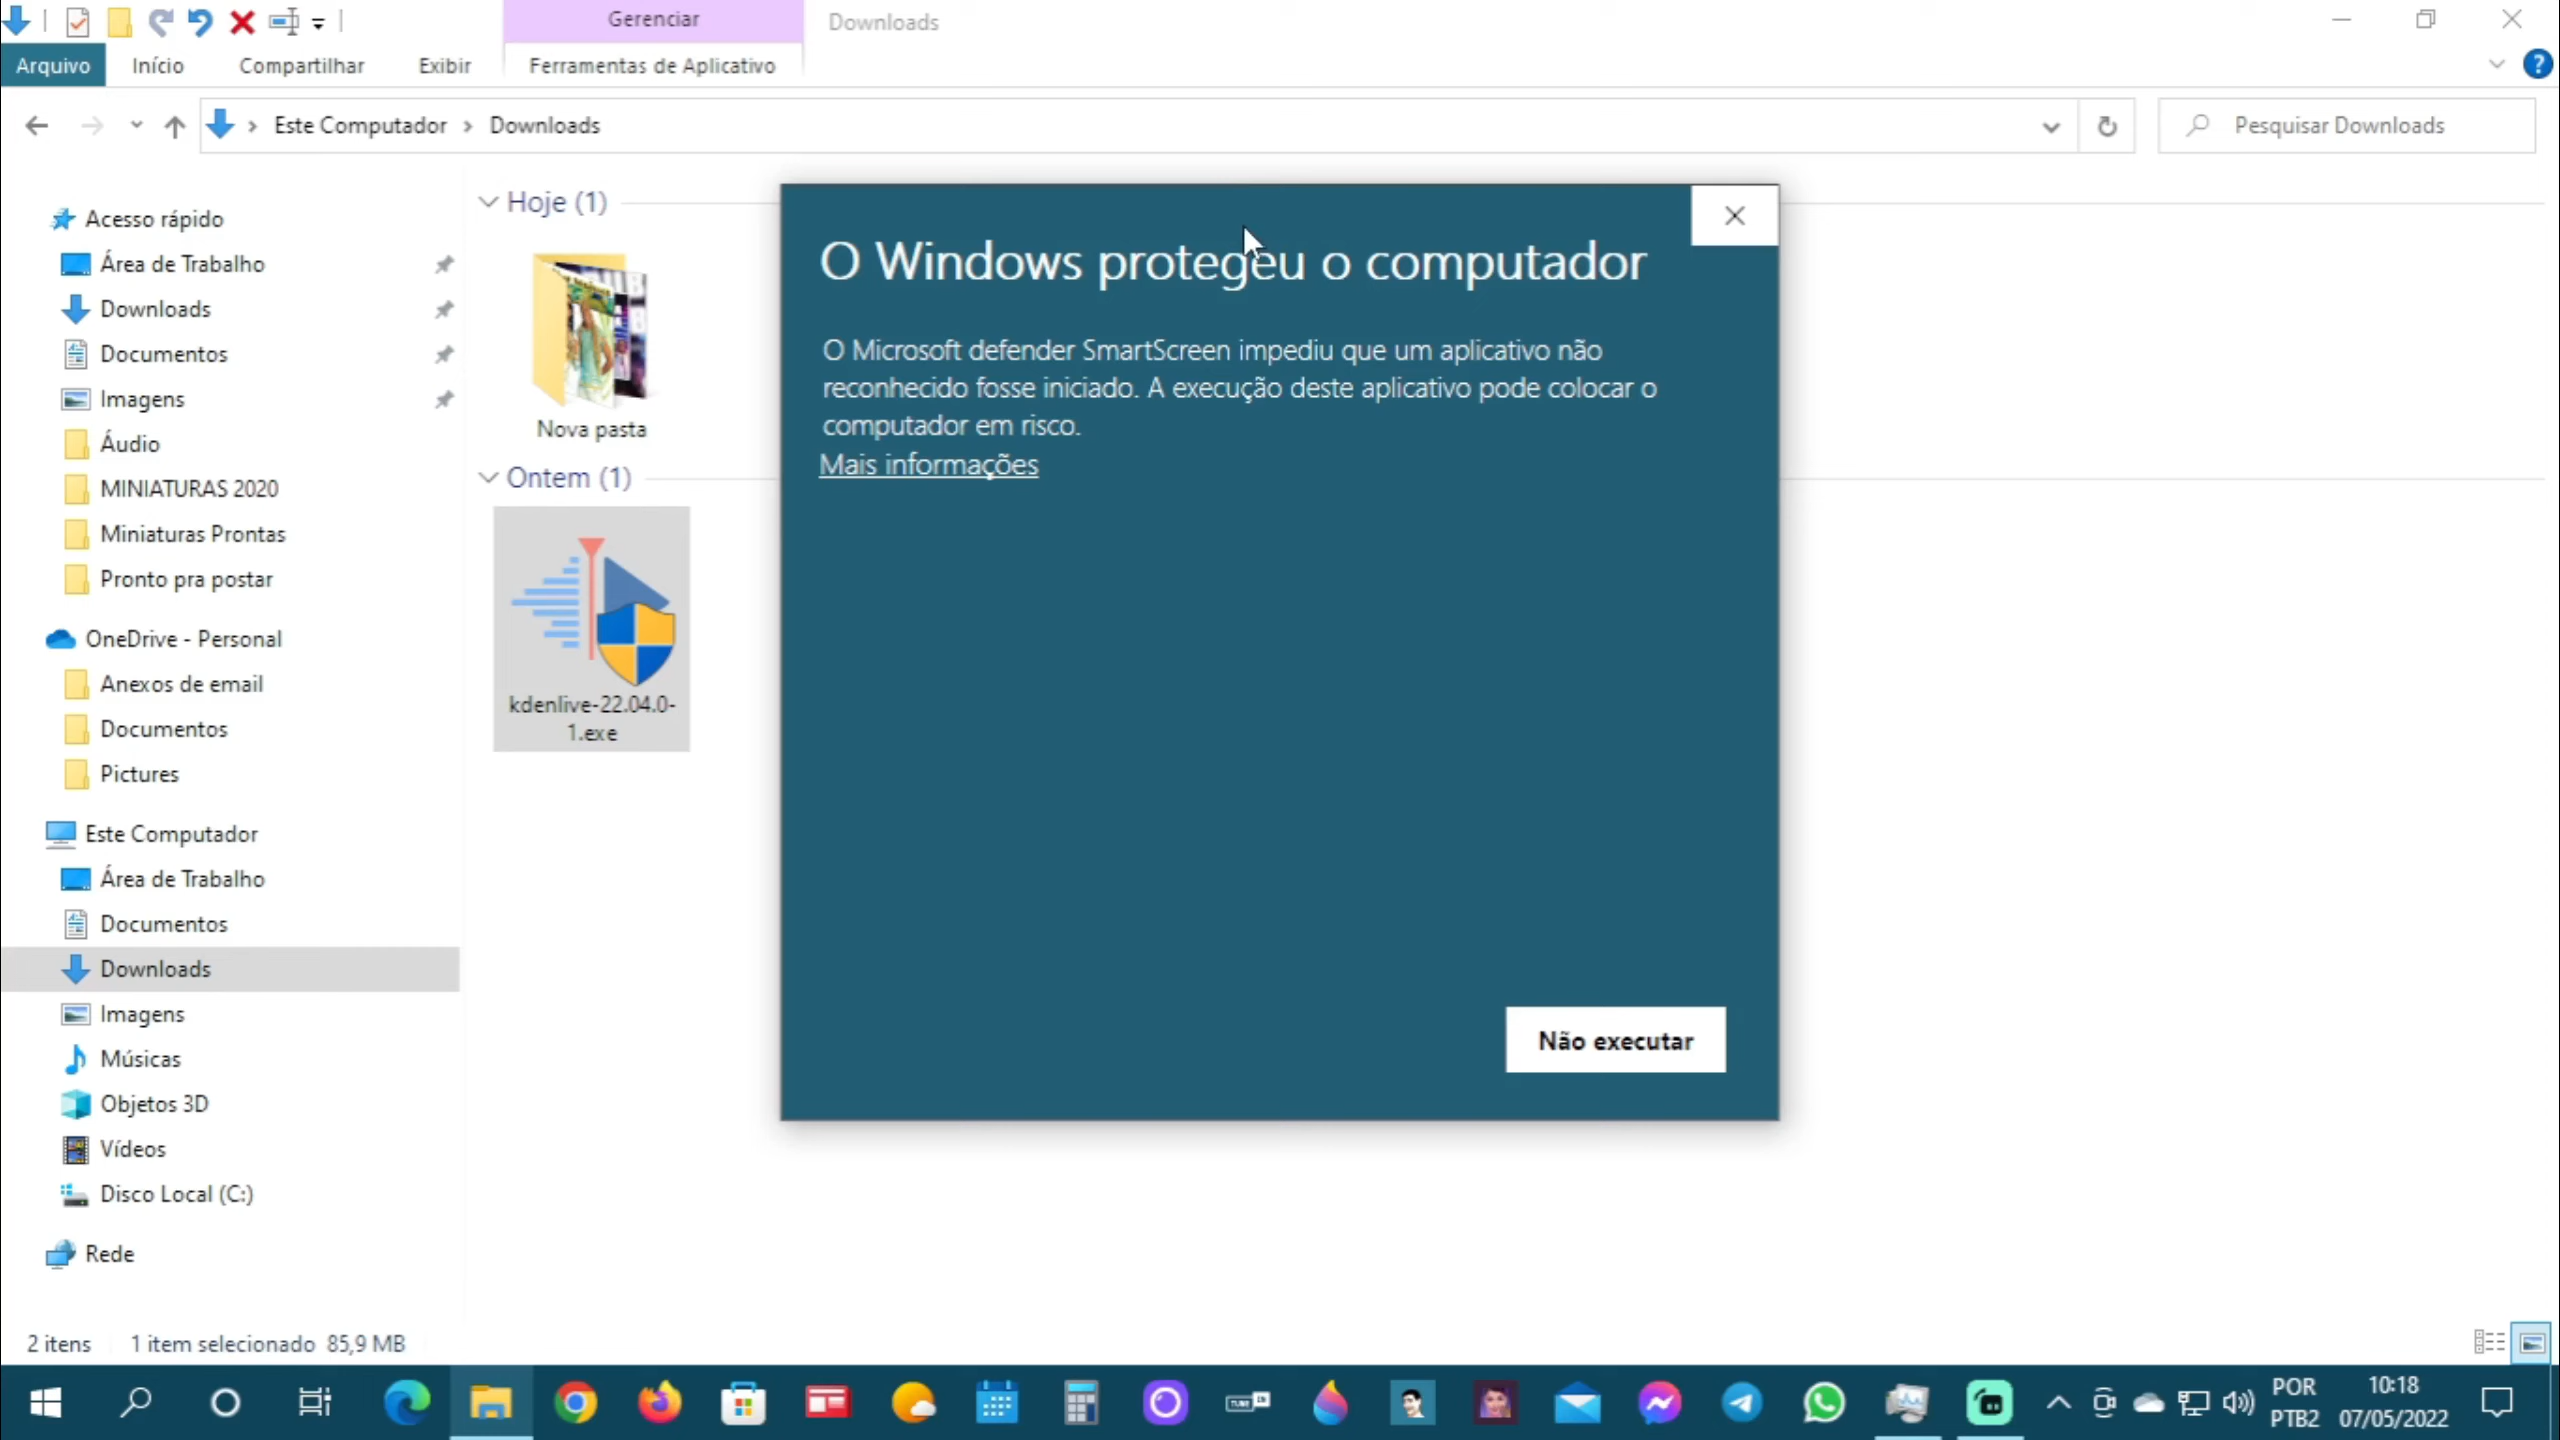 Gerenciar
Downloads
Arquivo
Início
Compartilhar
Exibir
Ferramentas de Aplicativo
?
Este Computador
Downloads
Pesquisar Downloads
Acesso rápido
Área de Trabalho
Downloads
Documentos
Imagens
Áudio
MINIATURAS 2020
Miniaturas Prontas
Pronto pra postar
OneDrive - Personal
Anexos de email
Documentos
Pictures
Este Computador
Área de Trabalho
Documentos
Downloads
Imagens
Músicas
Objetos 3D
Vídeos
Disco Local (C:)
Rede
Hoje (1)
Nova pasta
Ontem (1)
kdenlive-22.04.0-
1.exe
O Windows protegeu o computador
O Microsoft defender SmartScreen impediu que um aplicativo não
reconhecido fosse iniciado. A execução deste aplicativo pode colocar o
computador em risco.
Mais informações
Não executar
2 itens
1 item selecionado 85,9 MB
POR
PTB2
10:18
07/05/2022